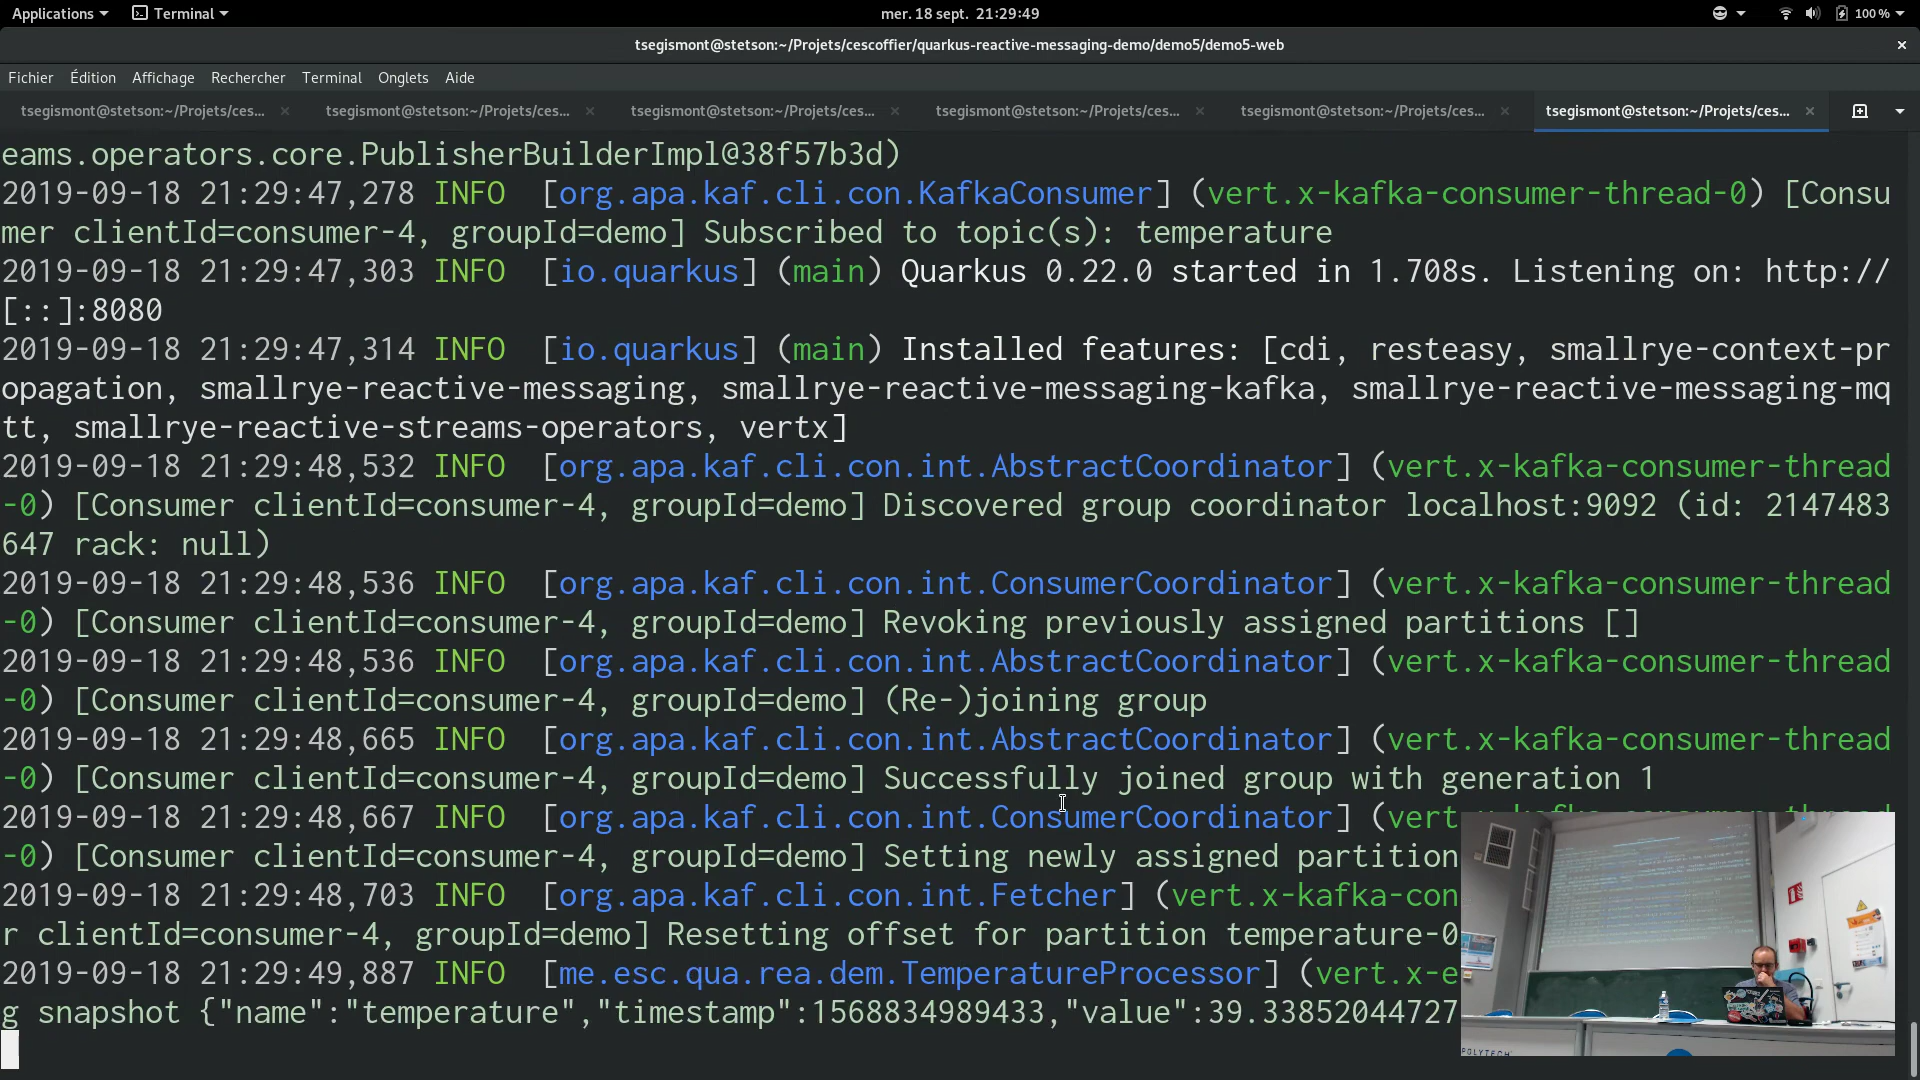 Applications
Terminal
mer. 18 sept. 21:29:49
100 %
tsegismont@stetson:~/Projets/cescoffier/quarkus-reactive-messaging-demo/demo5/demo5-web
Fichier Édition Affichage Rechercher Terminal Onglets Aide
tsegismont@stetson:~/Projets/ces… tsegismont@stetson:~/Projets/ces… tsegismont@stetson:~/Projets/ces… tsegismont@stetson:~/Projets/ces… tsegismont@stetson:~/Projets/ces… tsegismont@stetson:~/Projets/ces…
eams.operators.core.PublisherBuilderImpl@38f57b3d)
2019-09-18 21:29:47,278 INFO  [org.apa.kaf.cli.con.KafkaConsumer] (vert.x-kafka-consumer-thread-0) [Consu
mer clientId=consumer-4, groupId=demo] Subscribed to topic(s): temperature
2019-09-18 21:29:47,303 INFO  [io.quarkus] (main) Quarkus 0.22.0 started in 1.708s. Listening on: http://
[::]:8080
2019-09-18 21:29:47,314 INFO  [io.quarkus] (main) Installed features: [cdi, resteasy, smallrye-context-pr
opagation, smallrye-reactive-messaging, smallrye-reactive-messaging-kafka, smallrye-reactive-messaging-mq
tt, smallrye-reactive-streams-operators, vertx]
2019-09-18 21:29:48,532 INFO  [org.apa.kaf.cli.con.int.AbstractCoordinator] (vert.x-kafka-consumer-thread
-0) [Consumer clientId=consumer-4, groupId=demo] Discovered group coordinator localhost:9092 (id: 2147483
647 rack: null)
2019-09-18 21:29:48,536 INFO  [org.apa.kaf.cli.con.int.ConsumerCoordinator] (vert.x-kafka-consumer-thread
-0) [Consumer clientId=consumer-4, groupId=demo] Revoking previously assigned partitions []
2019-09-18 21:29:48,536 INFO  [org.apa.kaf.cli.con.int.AbstractCoordinator] (vert.x-kafka-consumer-thread
-0) [Consumer clientId=consumer-4, groupId=demo] (Re-)joining group
2019-09-18 21:29:48,665 INFO  [org.apa.kaf.cli.con.int.AbstractCoordinator] (vert.x-kafka-consumer-thread
-0) [Consumer clientId=consumer-4, groupId=demo] Successfully joined group with generation 1
2019-09-18 21:29:48,667 INFO  [org.apa.kaf.cli.con.int.ConsumerCoordinator] (vert
-0) [Consumer clientId=consumer-4, groupId=demo] Setting newly assigned partition
2019-09-18 21:29:48,703 INFO  [org.apa.kaf.cli.con.int.Fetcher] (vert.x-kafka-con
r clientId=consumer-4, groupId=demo] Resetting offset for partition temperature-0
2019-09-18 21:29:49,887 INFO  [me.esc.qua.rea.dem.TemperatureProcessor] (vert.x-e
g snapshot {"name":"temperature","timestamp":1568834989433,"value":39.33852044727
POLYTECH